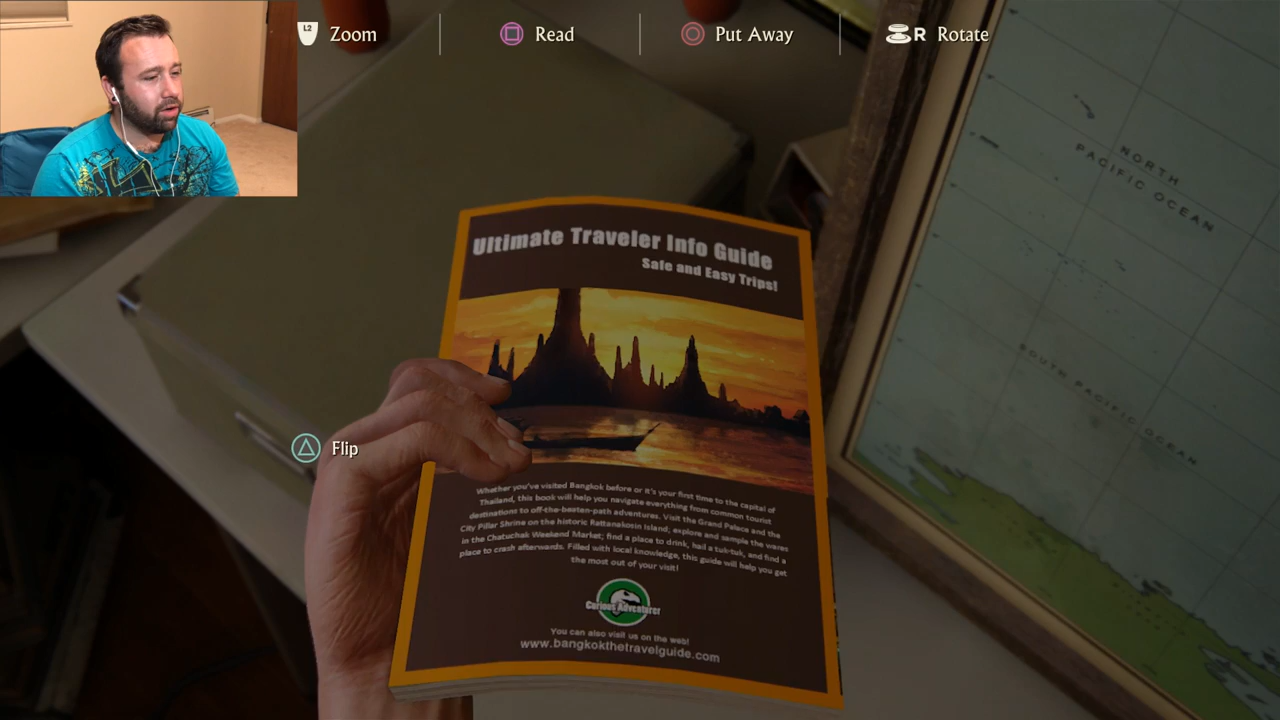 L2 Zoom
Read
Put Away
R Rotate
Ultimate Traveler Info Guide
Safe and Easy Trips!
Flip
Whether you've visited Bangkok before or it's your first time to the capital of
Thailand, this book will help you navigate everything from common tourist
destinations to off-the-beaten-path adventures. Visit the Grand Palace and the
City Pillar Shrine on the historic Rattanakosin Island; explore and sample the wares
in the Chatuchak Weekend Market; find a place to drink, hail a tuk-tuk, and find a
place to crash afterwards. Filled with local knowledge, this guide will help you get
the most out of your visit!
Curious Adventurer
You can also visit us on the web!
www.bangkokthetravelguide.com
NORTH
PACIFIC OCEAN
SOUTH PACIFIC OCEAN